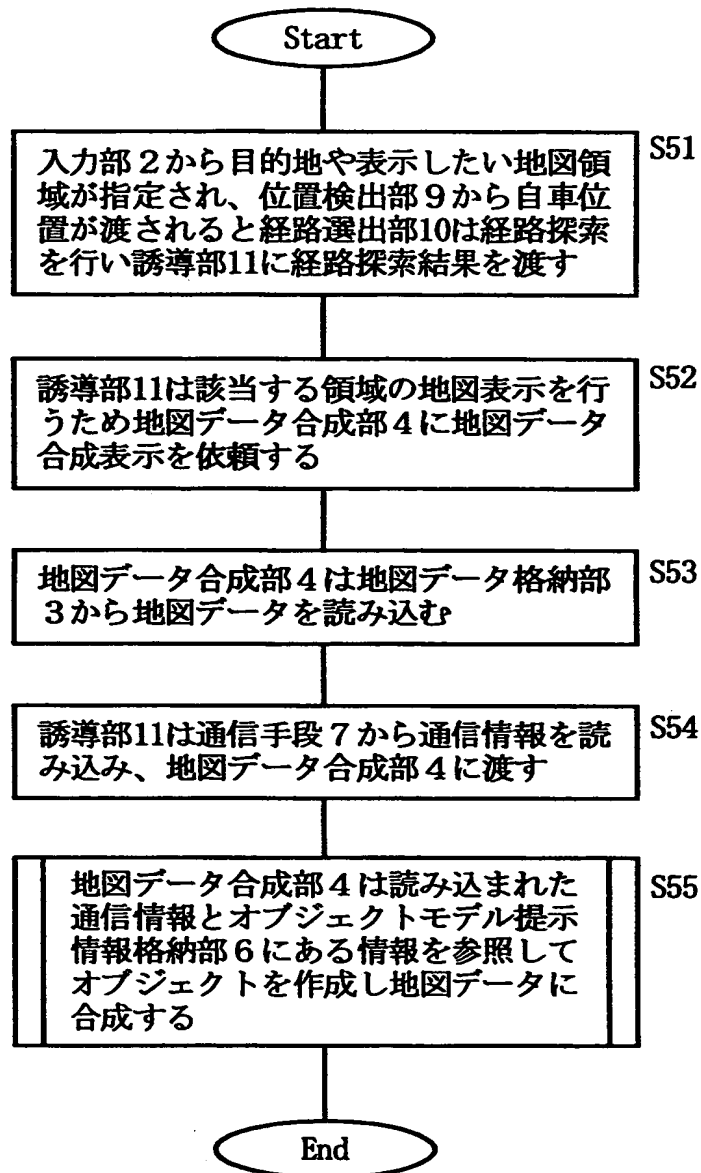 Start
S51
入力部２から目的地や表示したい地図領
域が指定され、位置検出部９から自車位
置が渡されると経路選出部10は経路探索
を行い誘導部11に経路探索結果を渡す
S52
誘導部11は該当する領域の地図表示を行
うため地図データ合成部４に地図データ
合成表示を依頼する
S53
地図データ合成部４は地図データ格納部
３から地図データを読み込む
S54
誘導部11は通信手段７から通信情報を読
み込み、地図データ合成部４に渡す
S55
地図データ合成部４は読み込まれた
通信情報とオブジェクトモデル提示
情報格納部６にある情報を参照して
オブジェクトを作成し地図データに
合成する
End